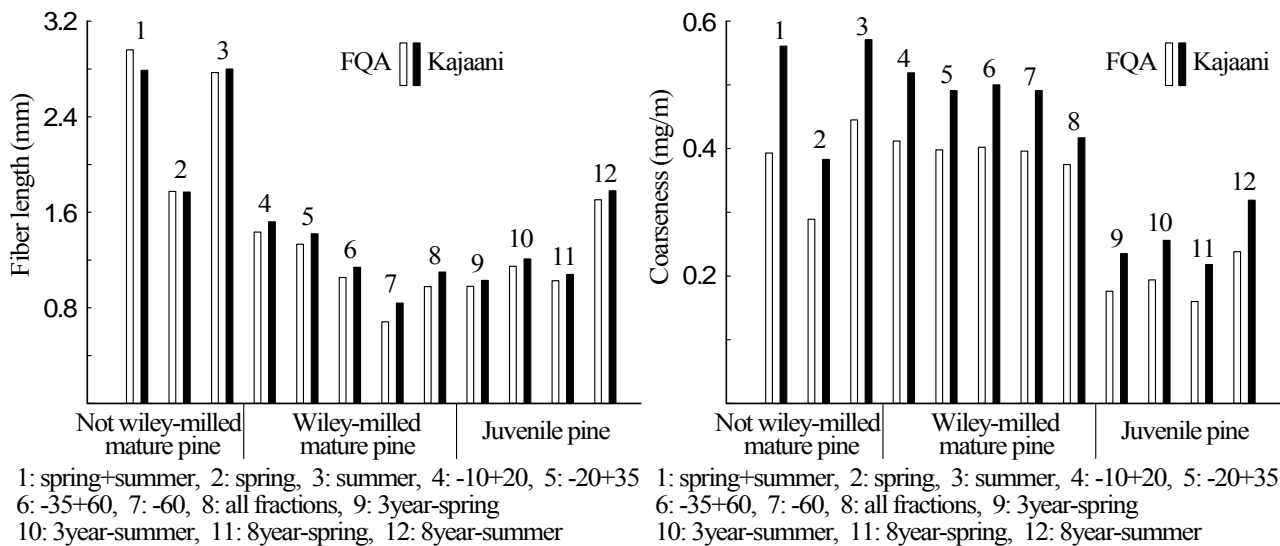 3.2
2.4
1.6
0.8
Fiber length (mm)
FQA Kajaani
1
2
3
4
5
6
7
8
9
10
11
12
Not wiley-milled
mature pine
Wiley-milled
mature pine
Juvenile pine
1: spring+summer, 2: spring, 3: summer, 4: -10+20, 5: -20+35
6: -35+60, 7: -60, 8: all fractions, 9: 3year-spring
10: 3year-summer, 11: 8year-spring, 12: 8year-summer
0.6
0.4
0.2
Coarseness (mg/m)
FQA Kajaani
1
2
3
4
5
6
7
8
9
10
11
12
Not wiley-milled
mature pine
Wiley-milled
mature pine
Juvenile pine
1: spring+summer, 2: spring, 3: summer, 4: -10+20, 5: -20+35
6: -35+60, 7: -60, 8: all fractions, 9: 3year-spring
10: 3year-summer, 11: 8year-spring, 12: 8year-summer